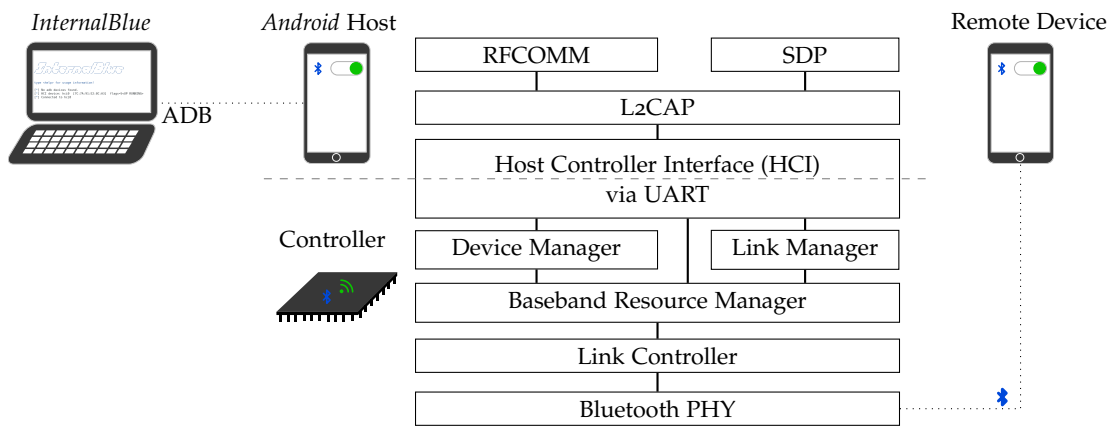 InternalBlue
Android Host
Remote Device
InternalBlue
ADB
RFCOMM
SDP
L2CAP
Host Controller Interface (HCI)
via UART
Controller
Device Manager
Link Manager
Baseband Resource Manager
Link Controller
Bluetooth PHY